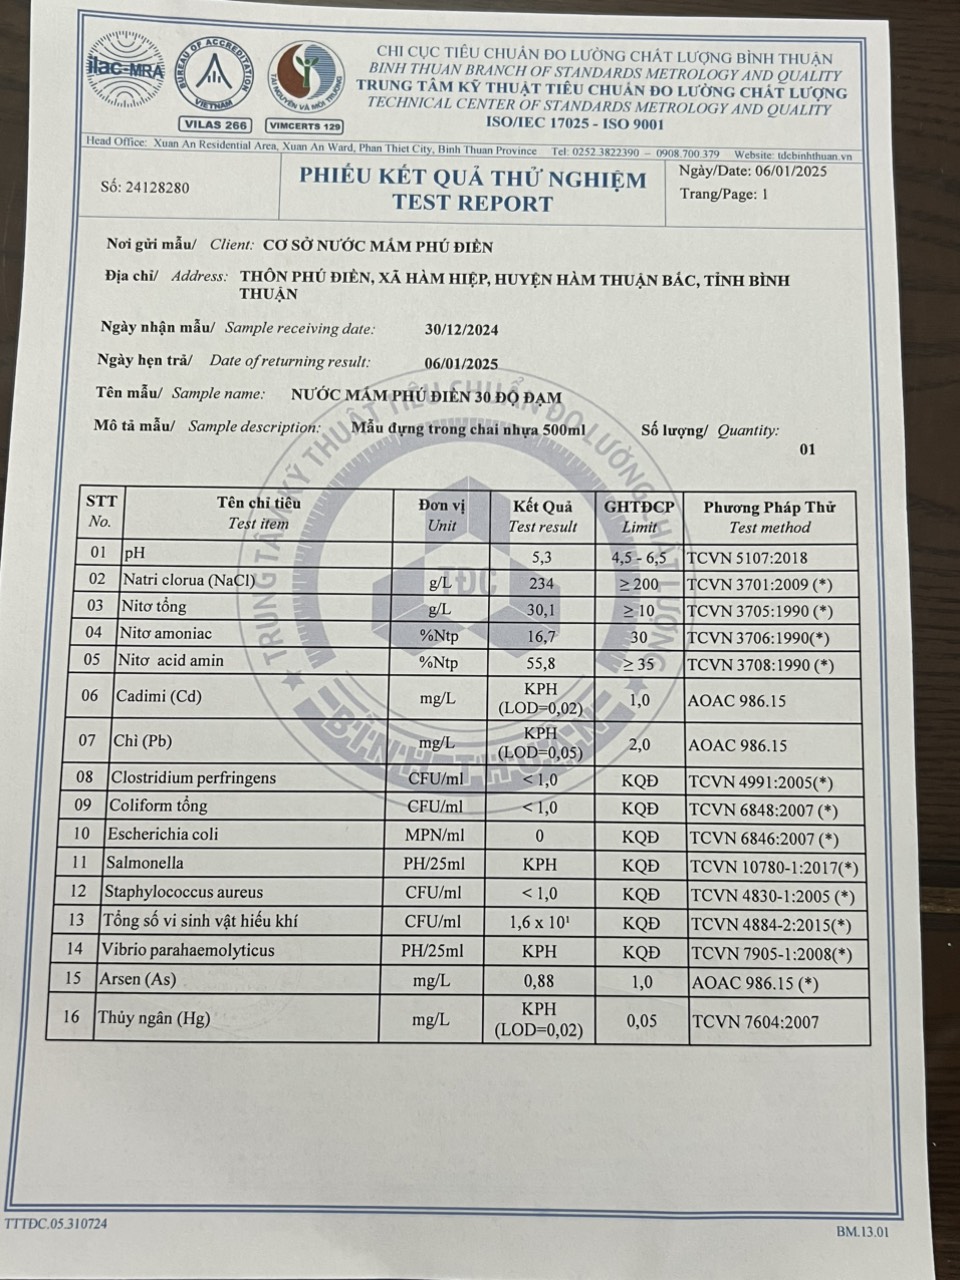 ilac-MRA
BUREAU OF ACCREDITATION
VIETNAM
VILAS 266
TÀI NGUYÊN VÀ MÔI TRƯỜNG
VIMCERTS 129
CHI CỤC TIÊU CHUẨN ĐO LƯỜNG CHẤT LƯỢNG BÌNH THUẬN
BINH THUAN BRANCH OF STANDARDS METROLOGY AND QUALITY
TRUNG TÂM KỸ THUẬT TIÊU CHUẨN ĐO LƯỜNG CHẤT LƯỢNG
TECHNICAL CENTER OF STANDARDS METROLOGY AND QUALITY
ISO/IEC 17025 - ISO 9001
Head Office: Xuan An Residential Area, Xuan An Ward, Phan Thiet City, Binh Thuan Province Tel: 0252 3822390 – 0908 700 379 Website: tdcbinhthuan.vn
Số: 24128280
PHIẾU KẾT QUẢ THỬ NGHIỆM
TEST REPORT
Ngày/Date: 06/01/2025
Trang/Page: 1
Nơi gửi mẫu/ Client: CƠ SỞ NƯỚC MẮM PHÚ ĐIỀN
Địa chỉ/ Address: THÔN PHÚ ĐIỀN, XÃ HÀM HIỆP, HUYỆN HÀM THUẬN BẮC, TỈNH BÌNH
THUẬN
Ngày nhận mẫu/ Sample receiving date: 30/12/2024
Ngày hẹn trả/ Date of returning result: 06/01/2025
Tên mẫu/ Sample name: NƯỚC MẮM PHÚ ĐIỀN 30 ĐỘ ĐẠM
Mô tả mẫu/ Sample description: Mẫu đựng trong chai nhựa 500ml Số lượng/ Quantity:
01
TRUNG TÂM KỸ THUẬT TIÊU CHUẨN ĐO LƯỜNG CHẤT LƯỢNG
TĐC
BÌNH THUẬN
STT Tên chỉ tiêu Đơn vị Kết Quả GHTĐCP Phương Pháp Thử
No. Test item Unit Test result Limit Test method
01 pH 5,3 4,5 - 6,5 TCVN 5107:2018
02 Natri clorua (NaCl) g/L 234 ≥ 200 TCVN 3701:2009 (*)
03 Nitơ tổng g/L 30,1 ≥ 10 TCVN 3705:1990 (*)
04 Nitơ amoniac %Ntp 16,7 30 TCVN 3706:1990(*)
05 Nitơ acid amin %Ntp 55,8 ≥ 35 TCVN 3708:1990 (*)
06 Cadimi (Cd) mg/L KPH 1,0 AOAC 986.15
(LOD=0,02)
07 Chì (Pb) mg/L KPH 2,0 AOAC 986.15
(LOD=0,05)
08 Clostridium perfringens CFU/ml < 1,0 KQĐ TCVN 4991:2005(*)
09 Coliform tổng CFU/ml < 1,0 KQĐ TCVN 6848:2007 (*)
10 Escherichia coli MPN/ml 0 KQĐ TCVN 6846:2007 (*)
11 Salmonella PH/25ml KPH KQĐ TCVN 10780-1:2017(*)
12 Staphylococcus aureus CFU/ml < 1,0 KQĐ TCVN 4830-1:2005 (*)
13 Tổng số vi sinh vật hiếu khí CFU/ml 1,6 x 10¹ KQĐ TCVN 4884-2:2015(*)
14 Vibrio parahaemolyticus PH/25ml KPH KQĐ TCVN 7905-1:2008(*)
15 Arsen (As) mg/L 0,88 1,0 AOAC 986.15 (*)
16 Thủy ngân (Hg) mg/L KPH 0,05 TCVN 7604:2007
(LOD=0,02)
TTTĐC.05.310724
BM.13.01